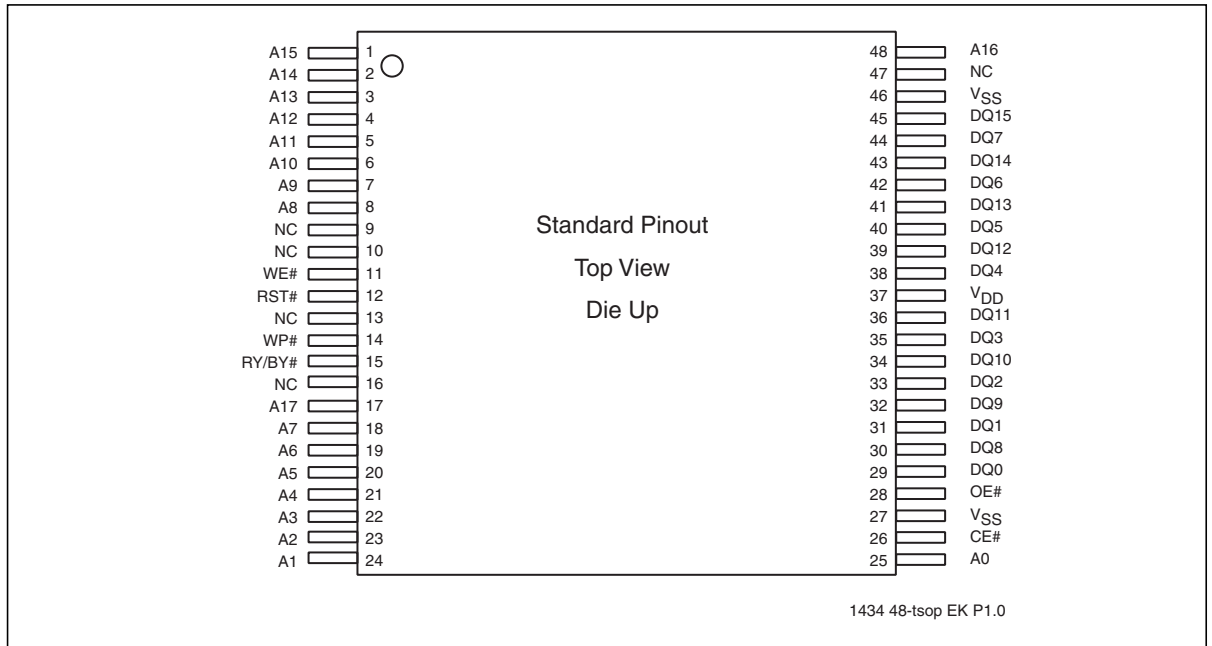 A15 1 48 A16
A14 2 47 NC
A13 3 46 VSS
A12 4 45 DQ15
A11 5 44 DQ7
A10 6 43 DQ14
A9 7 42 DQ6
A8 8 41 DQ13
NC 9 40 DQ5
NC 10 39 DQ12
WE# 11 38 DQ4
RST# 12 37 VDD
NC 13 36 DQ11
WP# 14 35 DQ3
RY/BY# 15 34 DQ10
NC 16 33 DQ2
A17 17 32 DQ9
A7 18 31 DQ1
A6 19 30 DQ8
A5 20 29 DQ0
A4 21 28 OE#
A3 22 27 VSS
A2 23 26 CE#
A1 24 25 A0
Standard Pinout
Top View
Die Up
1434 48-tsop EK P1.0